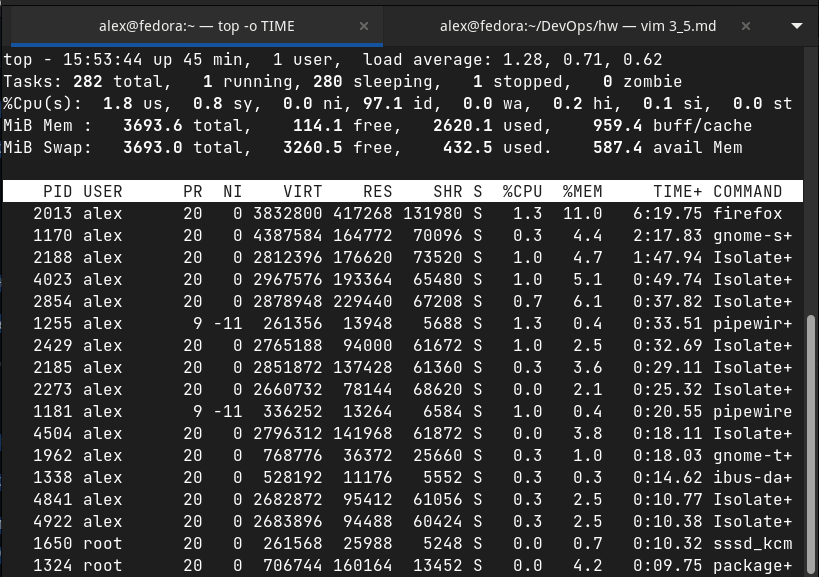 alex@fedora:~ — top -o TIME × alex@fedora:~/DevOps/hw — vim 3_5.md ×
top - 15:53:44 up 45 min,  1 user,  load average: 1.28, 0.71, 0.62
Tasks: 282 total,   1 running, 280 sleeping,   1 stopped,   0 zombie
%Cpu(s):  1.8 us,  0.8 sy,  0.0 ni, 97.1 id,  0.0 wa,  0.2 hi,  0.1 si,  0.0 st
MiB Mem :   3693.6 total,    114.1 free,   2620.1 used,    959.4 buff/cache
MiB Swap:   3693.0 total,   3260.5 free,    432.5 used.    587.4 avail Mem
PID USER      PR  NI    VIRT    RES    SHR S  %CPU  %MEM     TIME+ COMMAND
2013 alex      20   0 3832800 417268 131980 S   1.3  11.0   6:19.75 firefox
1170 alex      20   0 4387584 164772  70096 S   0.3   4.4   2:17.83 gnome-s+
2188 alex      20   0 2812396 176620  73520 S   1.0   4.7   1:47.94 Isolate+
4023 alex      20   0 2967576 193364  65480 S   1.0   5.1   0:49.74 Isolate+
2854 alex      20   0 2878948 229440  67208 S   0.7   6.1   0:37.82 Isolate+
1255 alex       9 -11  261356  13948   5688 S   1.3   0.4   0:33.51 pipewir+
2429 alex      20   0 2765188  94000  61672 S   1.0   2.5   0:32.69 Isolate+
2185 alex      20   0 2851872 137428  61360 S   0.3   3.6   0:29.11 Isolate+
2273 alex      20   0 2660732  78144  68620 S   0.0   2.1   0:25.32 Isolate+
1181 alex       9 -11  336252  13264   6584 S   1.0   0.4   0:20.55 pipewire
4504 alex      20   0 2796312 141968  61872 S   0.0   3.8   0:18.11 Isolate+
1962 alex      20   0  768776  36372  25660 S   0.3   1.0   0:18.03 gnome-t+
1338 alex      20   0  528192  11176   5552 S   0.3   0.3   0:14.62 ibus-da+
4841 alex      20   0 2682872  95412  61056 S   0.3   2.5   0:10.77 Isolate+
4922 alex      20   0 2683896  94488  60424 S   0.3   2.5   0:10.38 Isolate+
1650 root      20   0  261568  25988   5248 S   0.0   0.7   0:10.32 sssd_kcm
1324 root      20   0  706744 160164  13452 S   0.0   4.2   0:09.75 package+